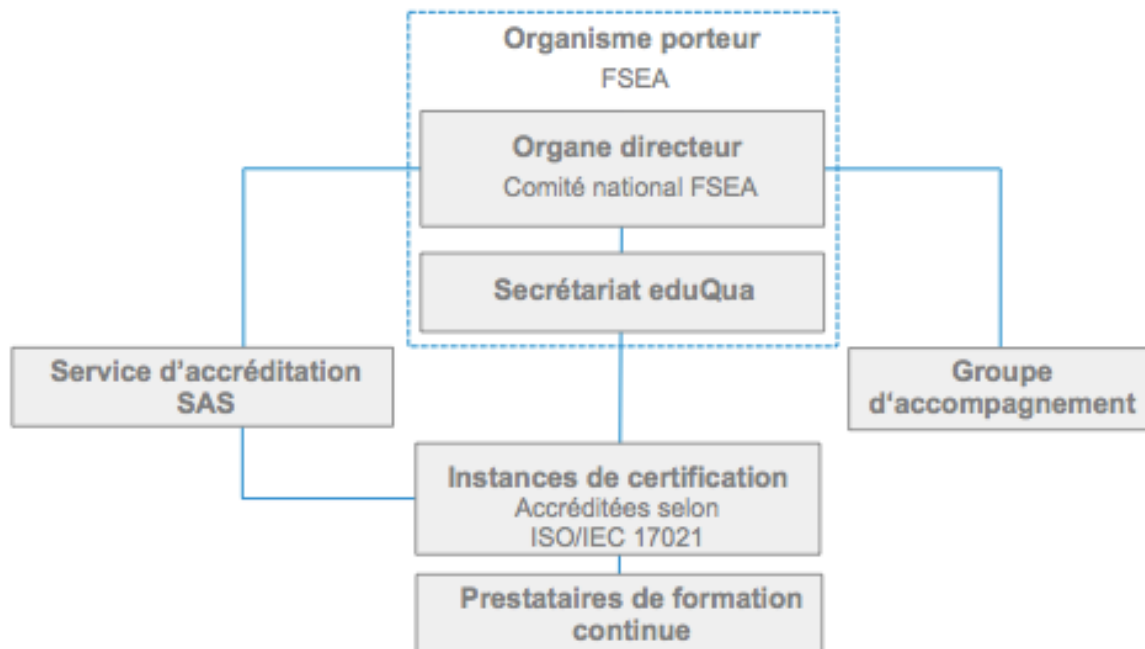 Organisme porteur
FSEA
Organe directeur
Comité national FSEA
Secrétariat eduQua
Service d’accréditation
SAS
Groupe
d‘accompagnement
Instances de certification
Accréditées selon
ISO/IEC 17021
Prestataires de formation
continue